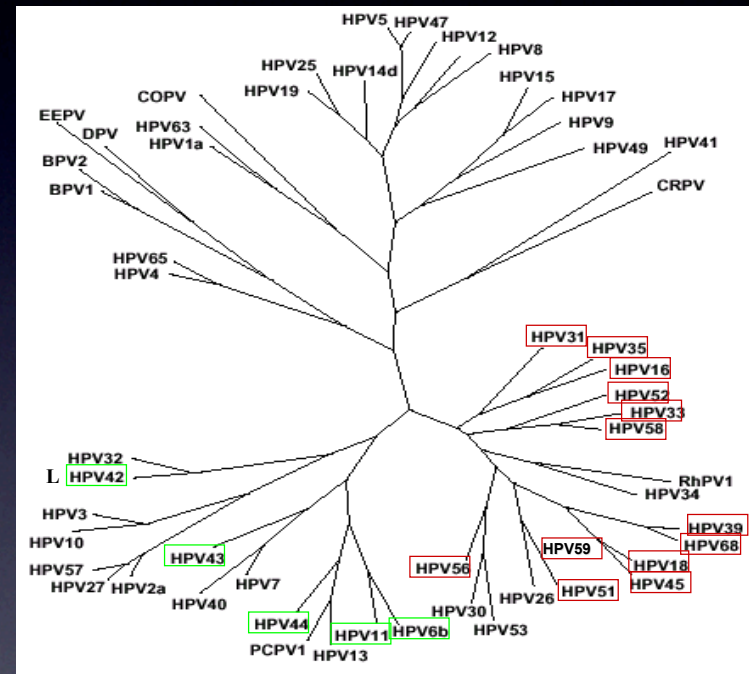 HPV5 HPV47
HPV12
HPV8
HPV25
HPV14d
HPV19
HPV15
HPV17
COPV
HPV9
HPV63
HPV1a
HPV49
HPV41
EEPV
DPV
BPV2
BPV1
CRPV
HPV65
HPV4
HPV31
HPV35
HPV16
HPV52
HPV33
HPV58
HPV32
L HPV42
RhPV1
HPV34
HPV3
HPV10
HPV39
HPV68
HPV43
HPV59
HPV56
HPV18
HPV45
HPV57
HPV27
HPV2a
HPV7
HPV40
HPV26
HPV51
HPV30
HPV53
HPV44
HPV11
HPV6b
PCPV1
HPV13